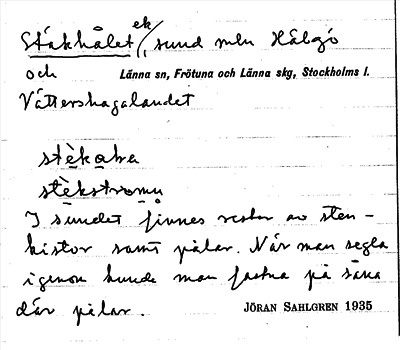 Stäkhålet ek //, sund mln Hålgö
och Länna sn, Frötuna och Länna skg, Stockholms l.
Vättershagalandet
stèkaha
stèkstromn
I sundet finnes rester av sten-
kistor samt pålar. När man segla
igenom kunde man fastna på såna
där pålar.
JÖRAN SAHLGREN 1935